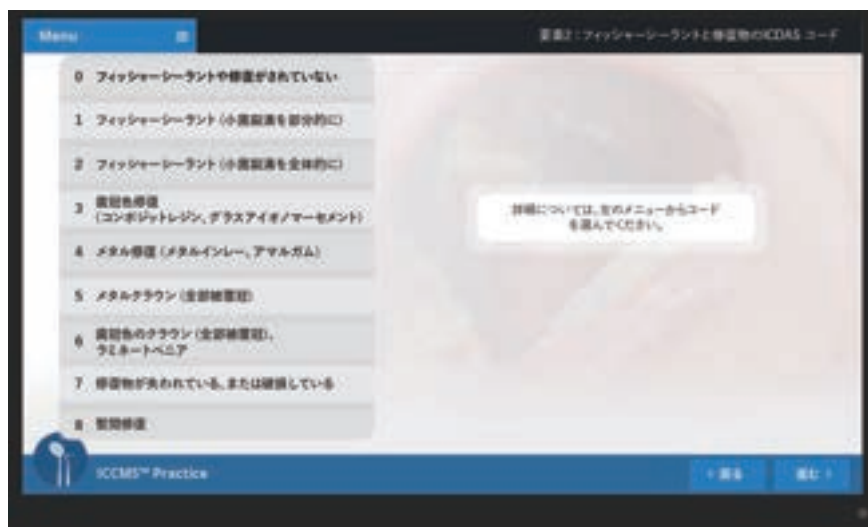 Menu
要素2:フィッシャーシーラントと修復物のICDAS コード
0 フィッシャーシーラントや修復がされていない
1 フィッシャーシーラント(小窩裂溝を部分的に)
2 フィッシャーシーラント(小窩裂溝を全体的に)
3 歯冠色修復
(コンポジットレジン、グラスアイオノマーセメント)
4 メタル修復(メタルインレー、アマルガム)
5 メタルクラウン(全部被覆冠)
6 歯冠色のクラウン(全部被覆冠)、
ラミネートベニア
7 修復物が失われている、または破損している
8 暫間修復
詳細については、左のメニューからコード
を選んでください。
ICCMS™ Practice
戻る
進む